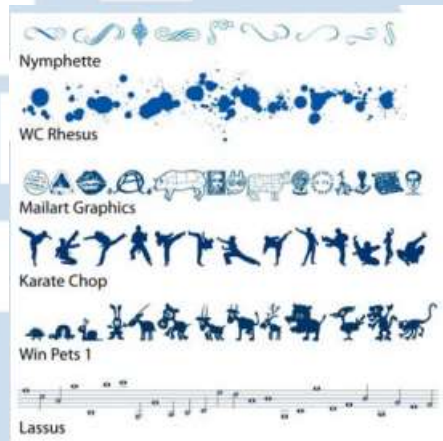 Nymphette
WC Rhesus
Mailart Graphics
Karate Chop
Win Pets 1
Lassus